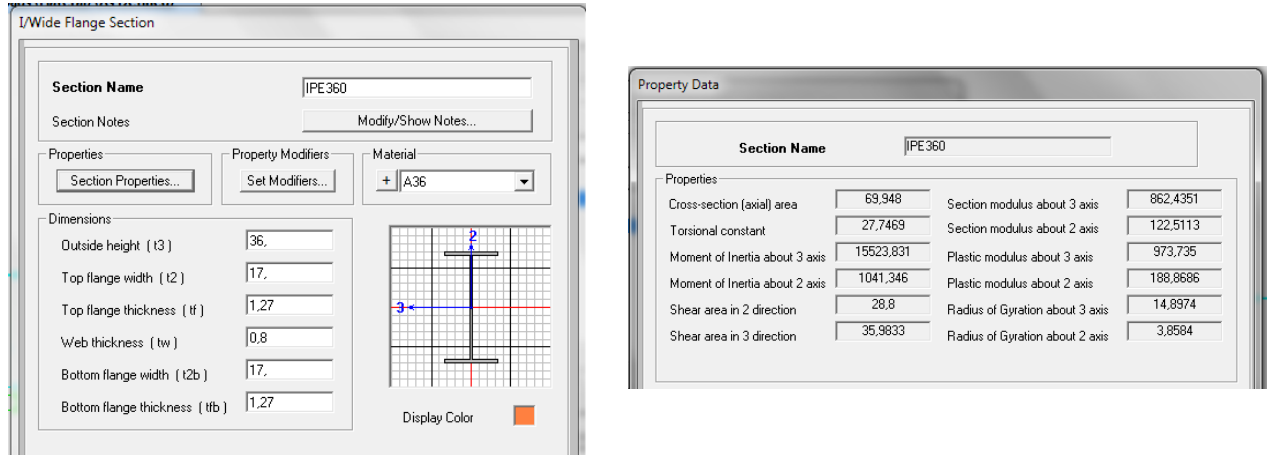 I/Wide Flange Section
Section Name IPE360
Section Notes Modify/Show Notes...
Properties Property Modifiers Material
Section Properties... Set Modifiers... + A36
Dimensions
Outside height ( t3 ) 36,
Top flange width ( t2 ) 17,
Top flange thickness ( tf ) 1,27
Web thickness ( tw ) 0,8
Bottom flange width ( t2b ) 17,
Bottom flange thickness ( tfb ) 1,27
2
3
Display Color
Property Data
Section Name IPE360
Properties
Cross-section (axial) area 69,948 Section modulus about 3 axis 862,4351
Torsional constant 27,7469 Section modulus about 2 axis 122,5113
Moment of Inertia about 3 axis 15523,831 Plastic modulus about 3 axis 973,735
Moment of Inertia about 2 axis 1041,346 Plastic modulus about 2 axis 188,8686
Shear area in 2 direction 28,8 Radius of Gyration about 3 axis 14,8974
Shear area in 3 direction 35,9833 Radius of Gyration about 2 axis 3,8584